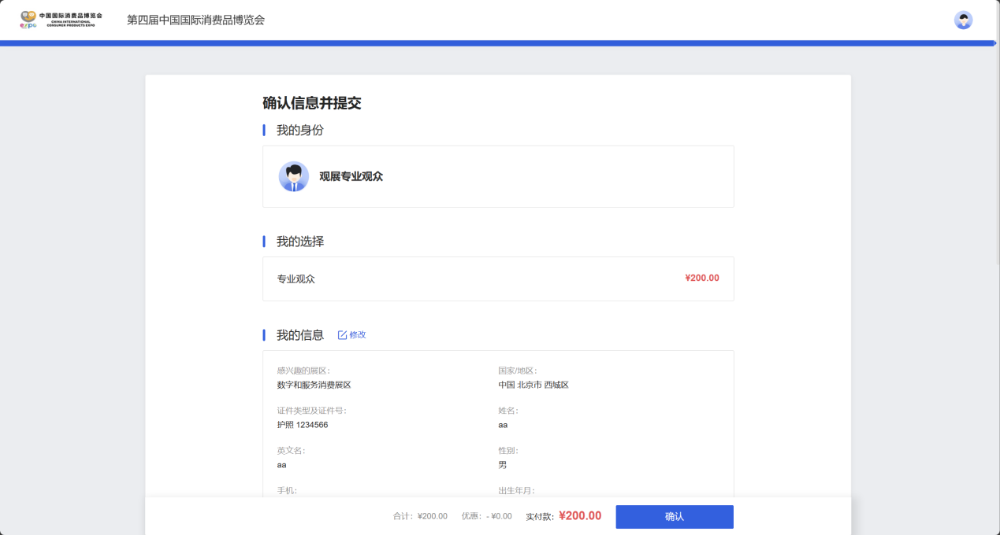 中国国际消费品博览会
CHINA INTERNATIONAL
CONSUMER PRODUCTS EXPO
expo
第四届中国国际消费品博览会
确认信息并提交
我的身份
观展专业观众
我的选择
专业观众 ¥200.00
我的信息 修改
感兴趣的展区： 国家/地区：
数字和服务消费展区 中国 北京市 西城区
证件类型及证件号： 姓名：
护照 1234566 aa
英文名： 性别：
aa 男
手机： 出生年月：
合计： ¥200.00 优惠： - ¥0.00 实付款： ¥200.00 确认